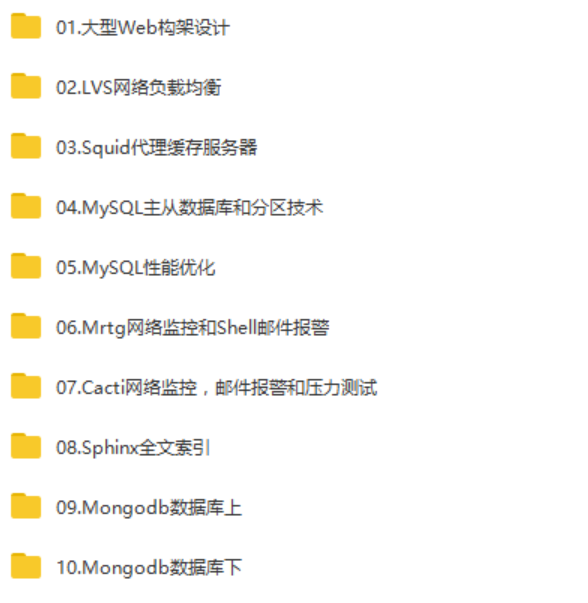 01.大型Web构架设计
02.LVS网络负载均衡
03.Squid代理缓存服务器
04.MySQL主从数据库和分区技术
05.MySQL性能优化
06.Mrtg网络监控和Shell邮件报警
07.Cacti网络监控，邮件报警和压力测试
08.Sphinx全文索引
09.Mongodb数据库上
10.Mongodb数据库下